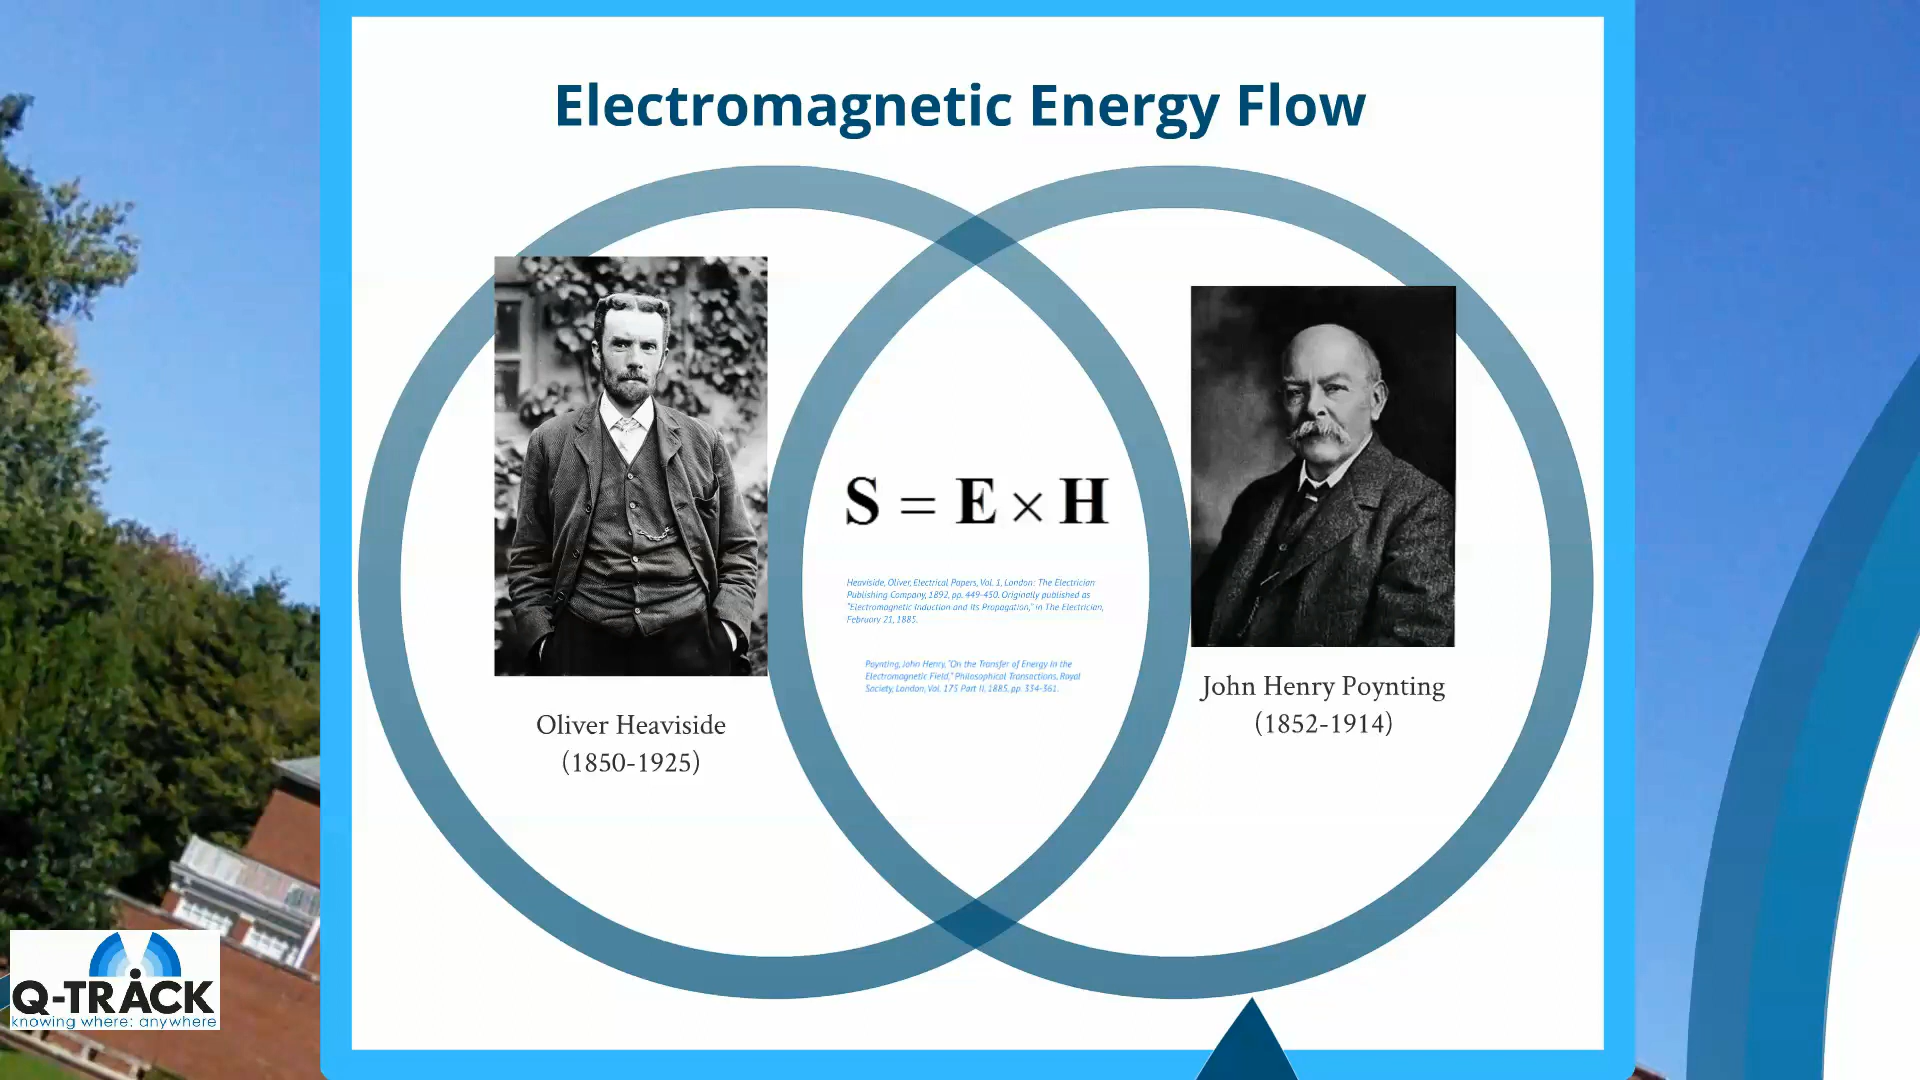 Electromagnetic Energy Flow
S = E × H
Heaviside, Oliver, Electrical Papers, Vol. 1, London: The Electrician
Publishing Company, 1892, pp. 449-450. Originally published as
"Electromagnetic Induction and Its Propagation," in The Electrician,
February 21, 1885.
Poynting, John Henry, "On the Transfer of Energy in the
Electromagnetic Field," Philosophical Transactions, Royal
Society, London, Vol. 175 Part II, 1885, pp. 334-361.
Oliver Heaviside
(1850-1925)
John Henry Poynting
(1852-1914)
Q-TRACK
knowing where: anywhere